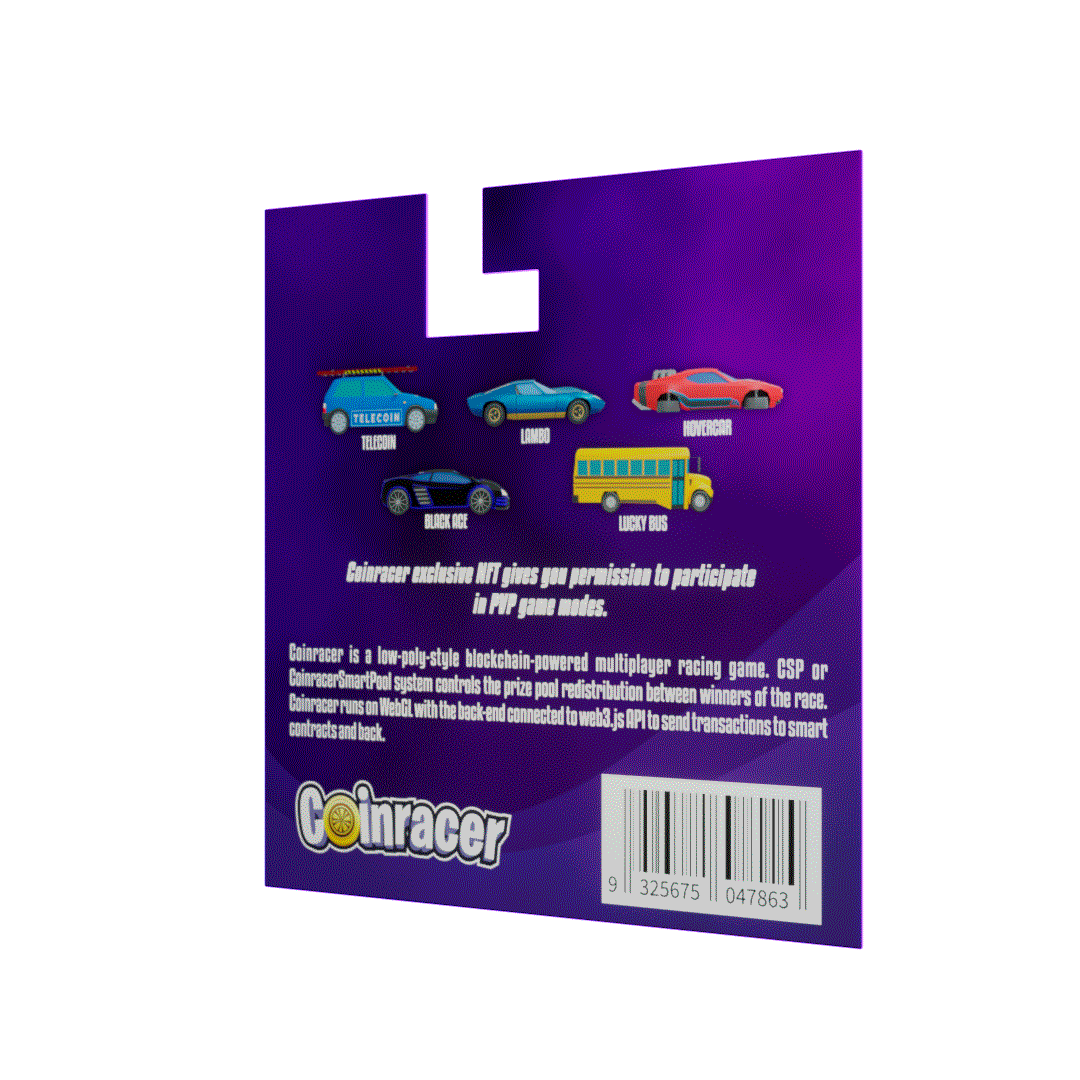 TELECOIN
TELECOIN
LAMBO
HOVERCAR
BLACK ACE
LUCKY BUS
Coinracer exclusive NFT gives you permission to participate
in PVP game modes.
Coinracer is a low-poly-style blockchain-powered multiplayer racing game. CSP or
CoinracerSmartPool system controls the prize pool redistribution between winners of the race.
Coinracer runs on WebGL with the back-end connected to web3.js API to send transactions to smart
contracts and back.
Coinracer
9 325675 047863